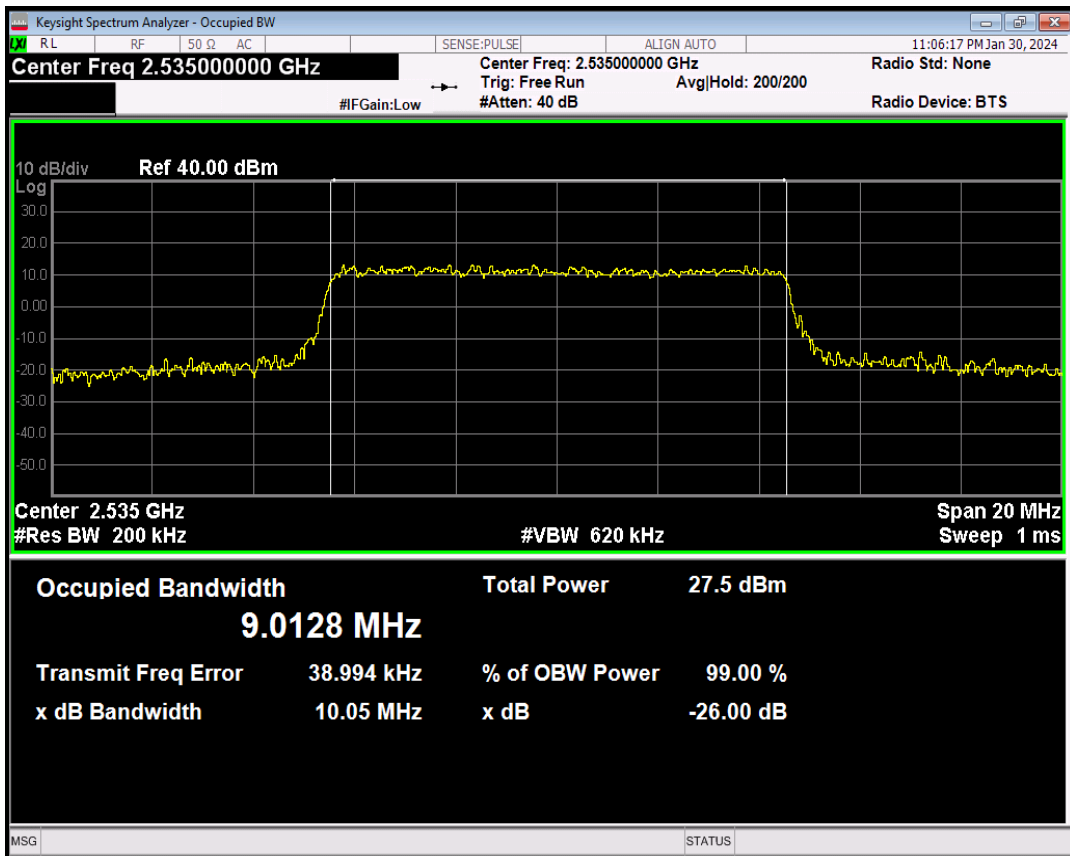 Keysight Spectrum Analyzer - Occupied BW
LXI RL RF 50 Ω AC SENSE:PULSE ALIGN AUTO 11:06:17 PM Jan 30, 2024
Center Freq 2.535000000 GHz Center Freq: 2.535000000 GHz Radio Std: None
Trig: Free Run Avg|Hold: 200/200
#IFGain:Low #Atten: 40 dB Radio Device: BTS
10 dB/div Ref 40.00 dBm
Log
30.0
20.0
10.0
0.00
-10.0
-20.0
-30.0
-40.0
-50.0
Center 2.535 GHz Span 20 MHz
#Res BW 200 kHz #VBW 620 kHz Sweep 1 ms
Occupied Bandwidth Total Power 27.5 dBm
9.0128 MHz
Transmit Freq Error 38.994 kHz % of OBW Power 99.00 %
x dB Bandwidth 10.05 MHz x dB -26.00 dB
MSG STATUS